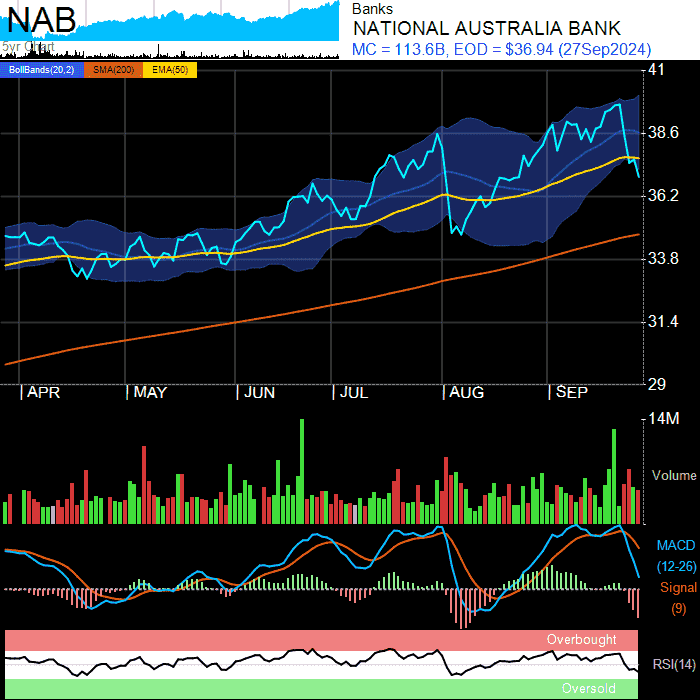 NAB
5yr Chart
Banks
NATIONAL AUSTRALIA BANK
MC = 113.6B, EOD = $36.94 (27Sep2024)
BollBands(20,2) SMA(200) EMA(50)
41
38.6
36.2
33.8
31.4
29
APR MAY JUN JUL AUG SEP
14M
Volume
MACD
(12-26)
Signal
(9)
Overbought
RSI(14)
Oversold